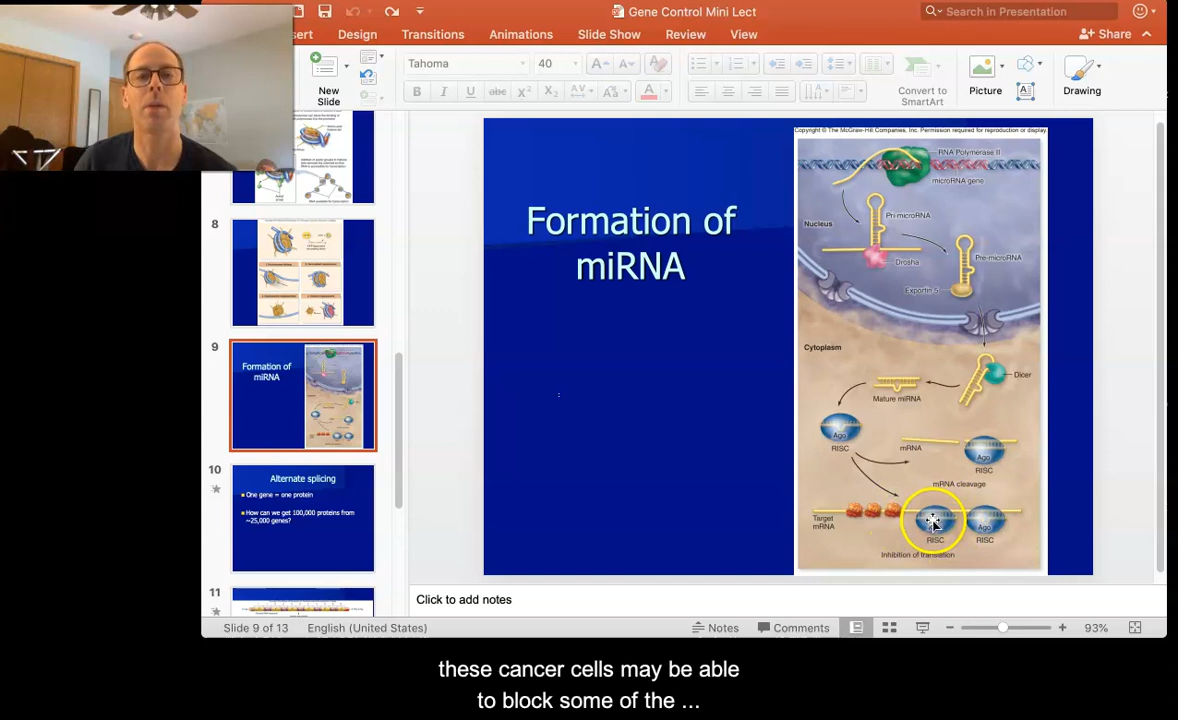 Gene Control Mini Lect
Search in Presentation
sert
Design
Transitions
Animations
Slide Show
Review
View
Share
New
Slide
Tahoma
40
Convert to
SmartArt
Picture
Drawing
8
9
Formation of
miRNA
10
Alternate splicing
One gene = one protein
How can we get 100,000 proteins from
~25,000 genes?
11
Formation of
miRNA
Copyright © The McGraw-Hill Companies, Inc. Permission required for reproduction or display.
RNA Polymerase II
microRNA gene
Nucleus
Pri-microRNA
Drosha
Pre-microRNA
Exportin 5
Cytoplasm
Dicer
Mature miRNA
Ago
RISC
mRNA
Ago
RISC
mRNA cleavage
Target
mRNA
RISC
Ago
RISC
Inhibition of translation
Click to add notes
Slide 9 of 13
English (United States)
Notes
Comments
93%
these cancer cells may be able
to block some of the ...